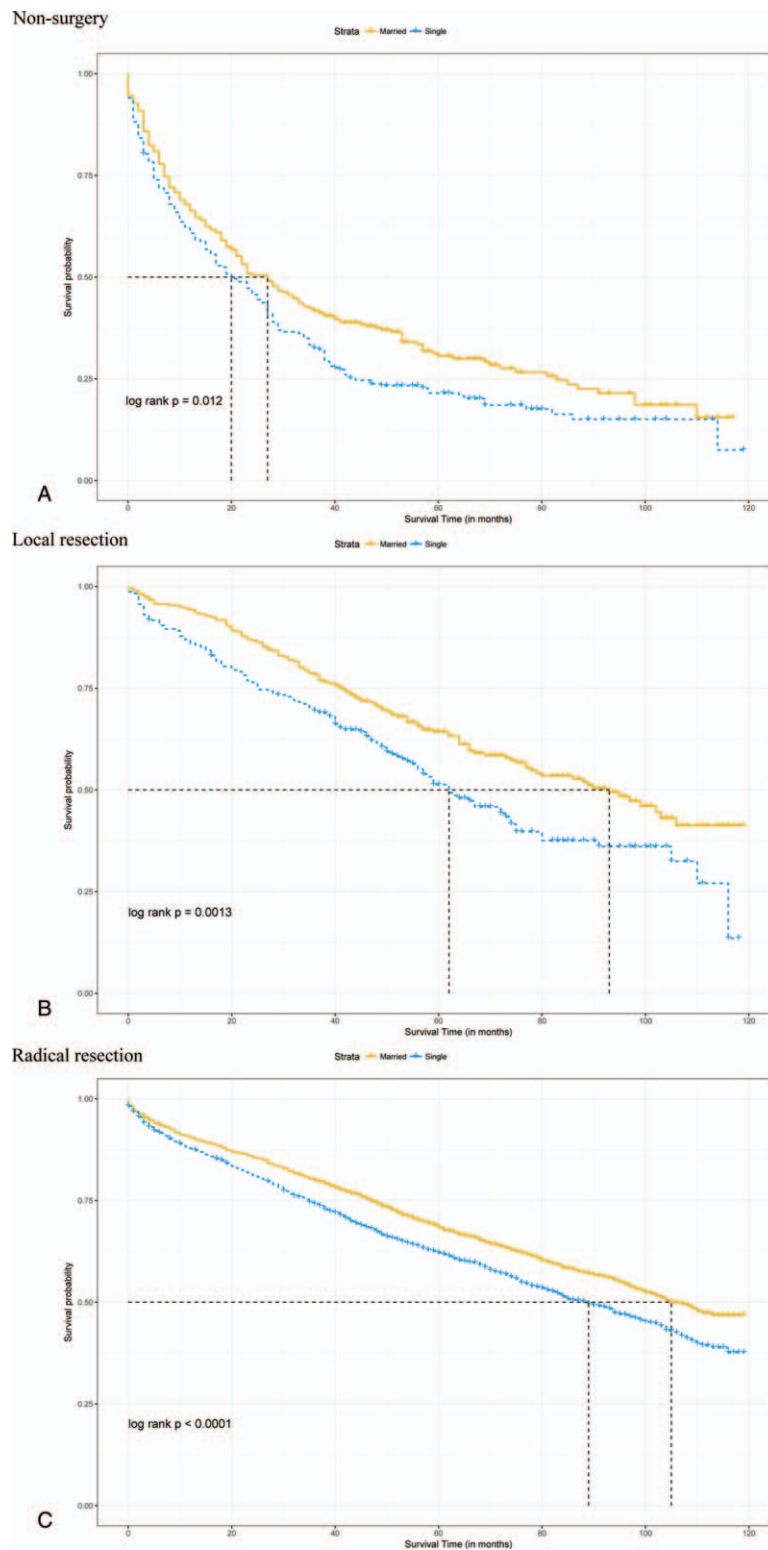 Non-surgery
Strata Married Single
1.00
0.75
0.50
0.25
0.00
Survival probability
log rank p = 0.012
A
0 20 40 60 80 100 120
Survival Time (in months)
Local resection
Strata Married Single
1.00
0.75
0.50
0.25
0.00
Survival probability
log rank p = 0.0013
B
0 20 40 60 80 100 120
Survival Time (in months)
Radical resection
Strata Married Single
1.00
0.75
0.50
0.25
0.00
Survival probability
log rank p < 0.0001
C
0 20 40 60 80 100 120
Survival Time (in months)